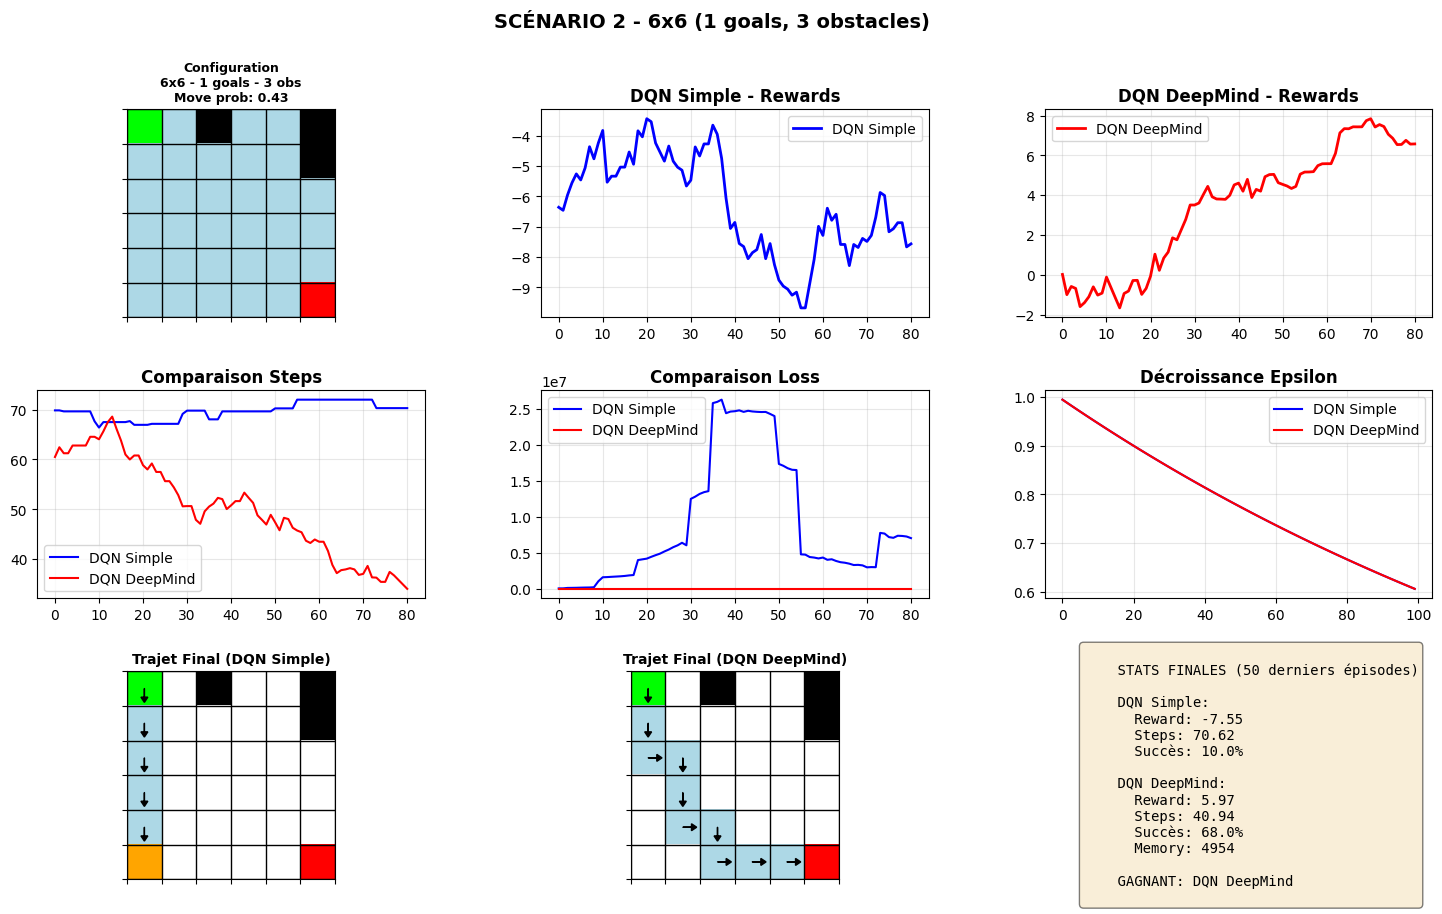 SCÉNARIO 2 - 6x6 (1 goals, 3 obstacles)
Configuration
6x6 - 1 goals - 3 obs
Move prob: 0.43
DQN Simple - Rewards
DQN Simple
−4
−5
−6
−7
−8
−9
0 10 20 30 40 50 60 70 80
DQN DeepMind - Rewards
DQN DeepMind
8
6
4
2
0
−2
0 10 20 30 40 50 60 70 80
Comparaison Steps
70
60
50
40
DQN Simple
DQN DeepMind
0 10 20 30 40 50 60 70 80
Comparaison Loss
1e7
DQN Simple
DQN DeepMind
2.5
2.0
1.5
1.0
0.5
0.0
0 10 20 30 40 50 60 70 80
Décroissance Epsilon
DQN Simple
DQN DeepMind
1.0
0.9
0.8
0.7
0.6
0 20 40 60 80 100
Trajet Final (DQN Simple)
Trajet Final (DQN DeepMind)
STATS FINALES (50 derniers épisodes)
DQN Simple:
Reward: -7.55
Steps: 70.62
Succès: 10.0%
DQN DeepMind:
Reward: 5.97
Steps: 40.94
Succès: 68.0%
Memory: 4954
GAGNANT: DQN DeepMind